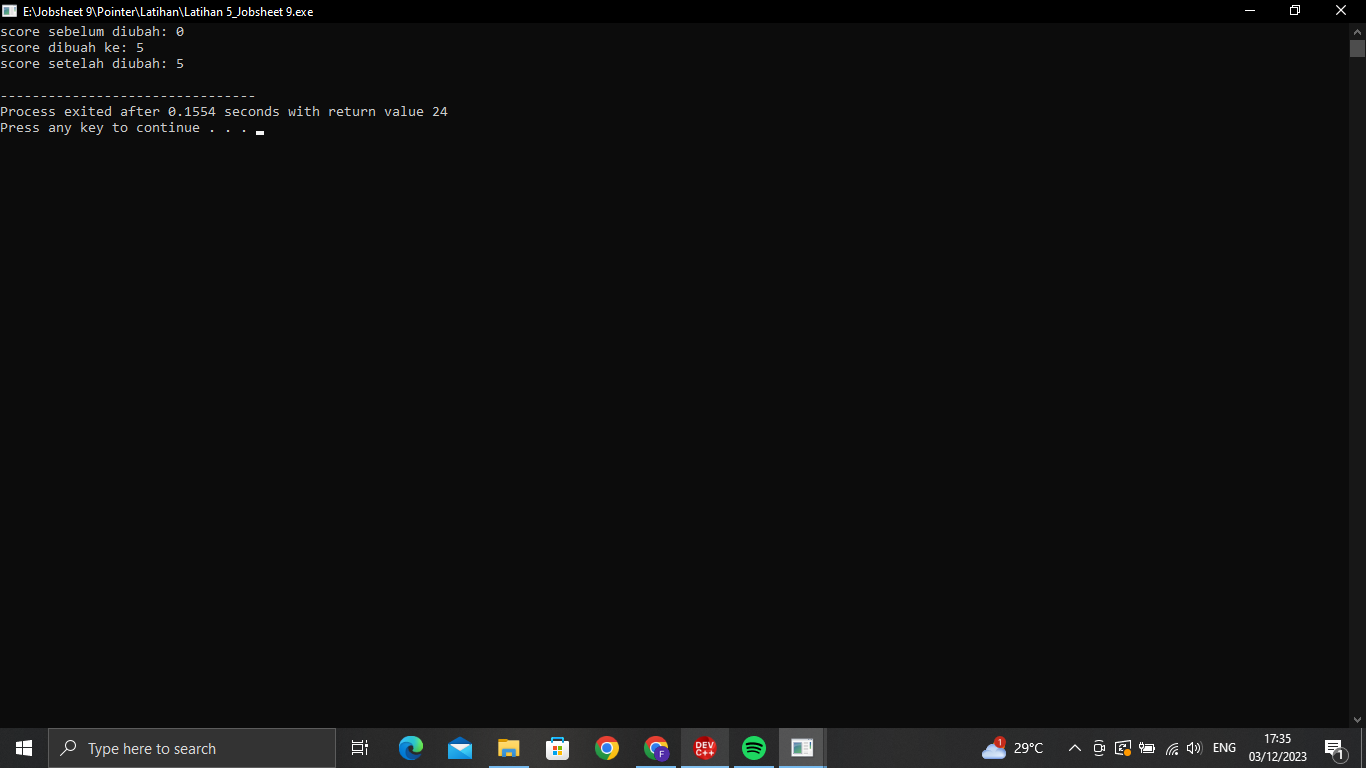 E:\Jobsheet 9\Pointer\Latihan\Latihan 5_Jobsheet 9.exe
score sebelum diubah: 0
score dibuah ke: 5
score setelah diubah: 5
--------------------------------
Process exited after 0.1554 seconds with return value 24
Press any key to continue . . .
Type here to search
DEV
C++
F
1
29°C
ENG
17:35
03/12/2023
1